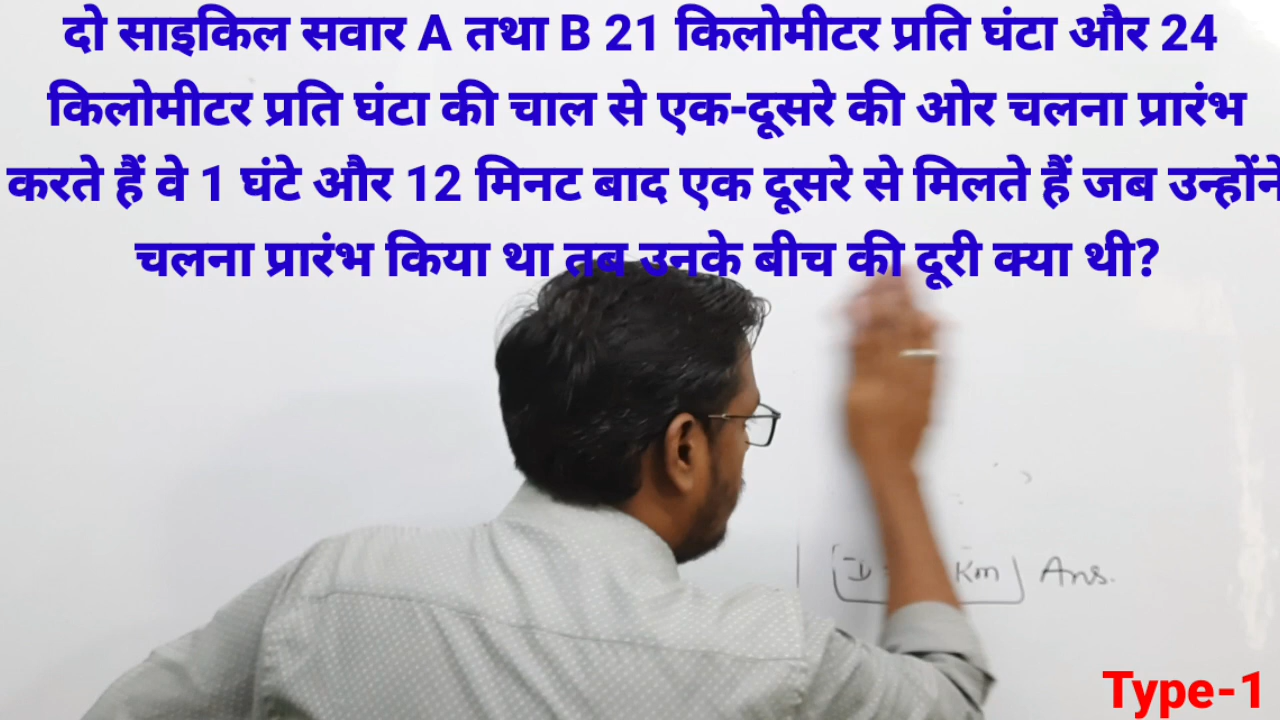 दो साइकिल सवार A तथा B 21 किलोमीटर प्रति घंटा और 24
किलोमीटर प्रति घंटा की चाल से एक-दूसरे की ओर चलना प्रारंभ
करते हैं वे 1 घंटे और 12 मिनट बाद एक दूसरे से मिलते हैं जब उन्होंने
चलना प्रारंभ किया था तब उनके बीच की दूरी क्या थी?
Km Ans.
Type-1